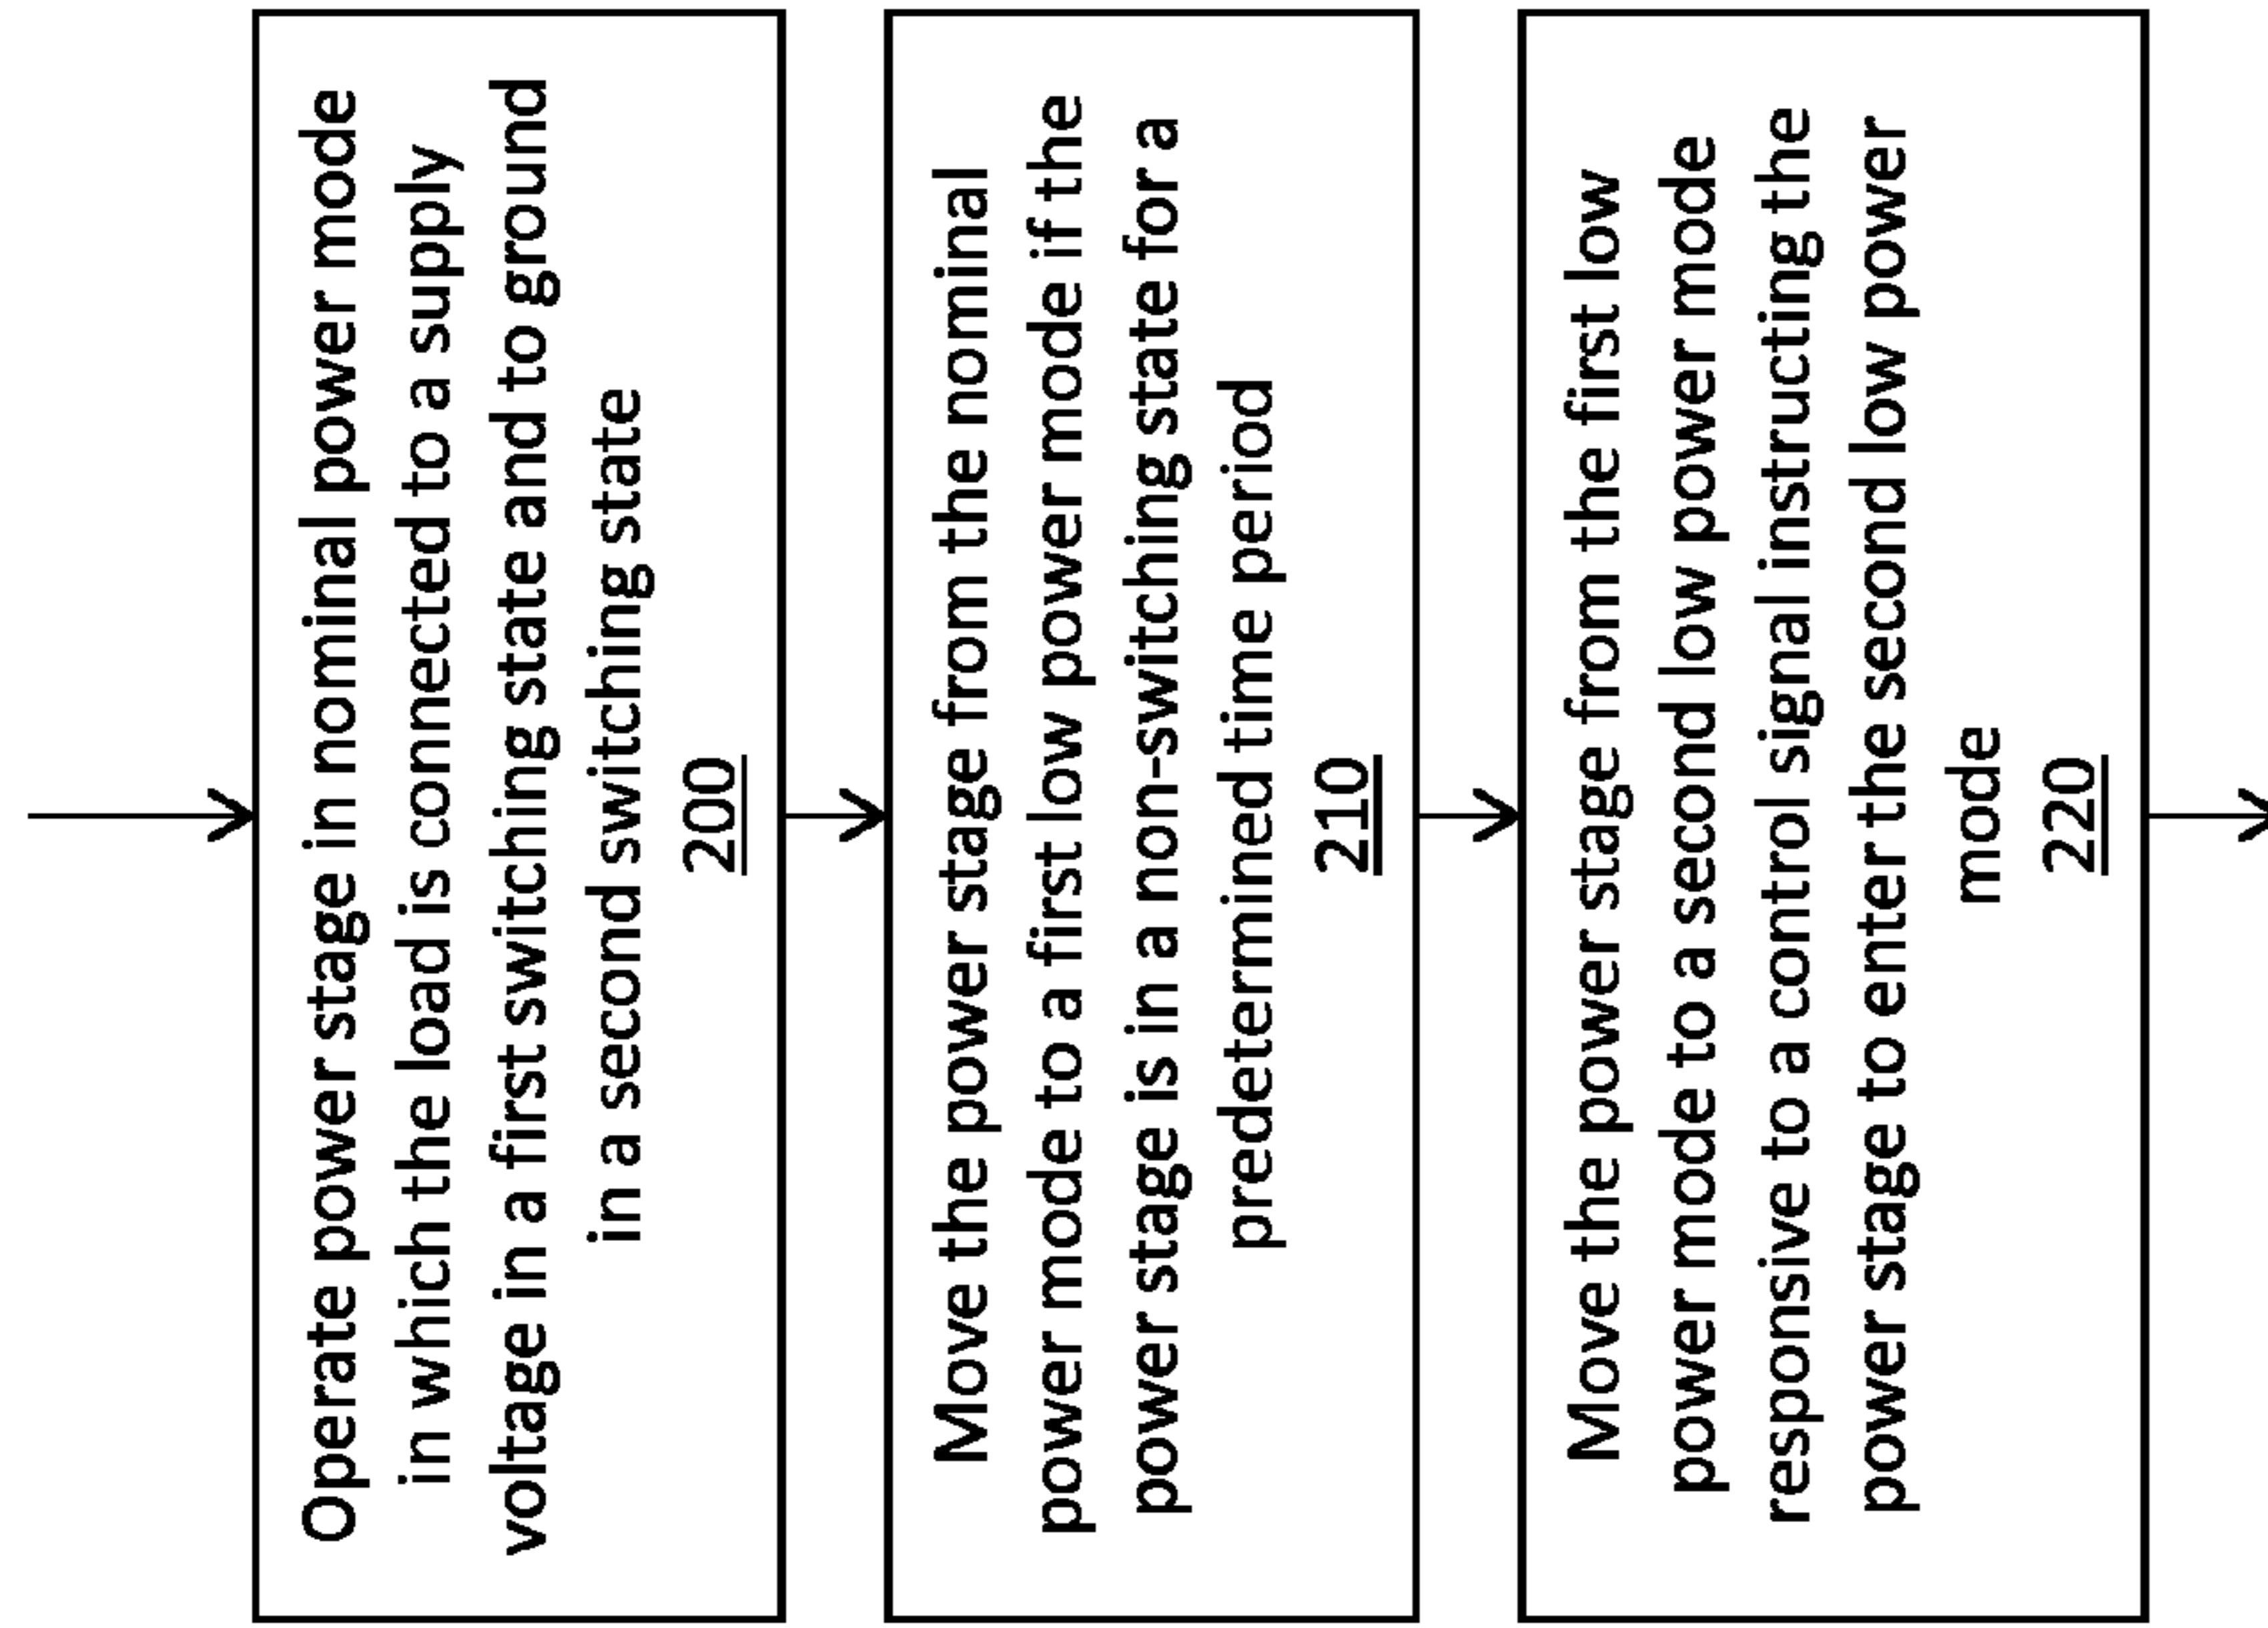 Operate power stage in nominal power mode
in which the load is connected to a supply
voltage in a first switching state and to ground
in a second switching state
200
Move the power stage from the nominal
power mode to a first low power mode if the
power stage is in a non-switching state for a
predetermined time period
210
Move the power stage from the first low
power mode to a second low power mode
responsive to a control signal instructing the
power stage to enter the second low power
mode
220